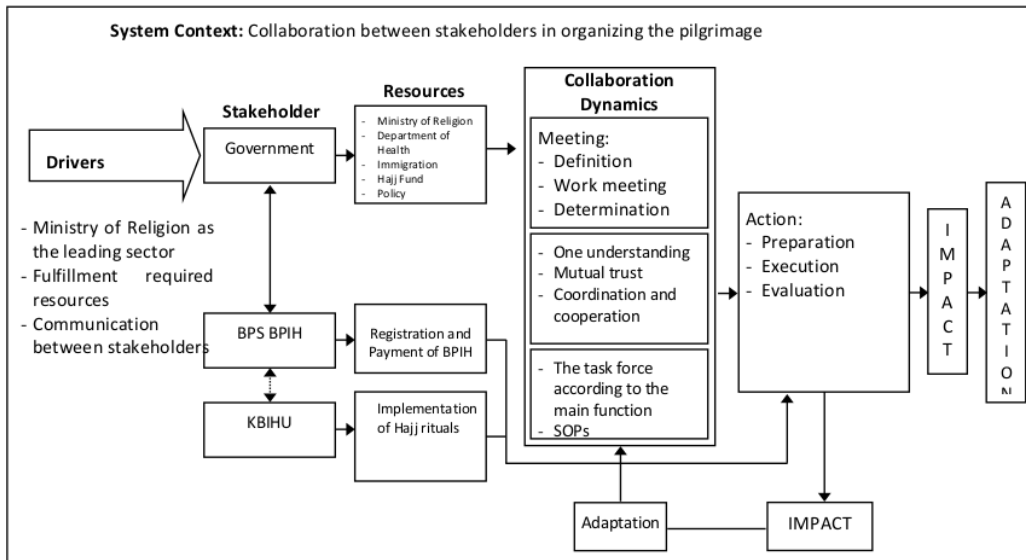 System Context: Collaboration between stakeholders in organizing the pilgrimage
Drivers
- Ministry of Religion as
the leading sector
- Fulfillment required
resources
- Communication
between stakeholders
Stakeholder
Government
BPS BPIH
KBIHU
Resources
- Ministry of Religion
- Department of
Health
- Immigration
- Hajj Fund
- Policy
Registration and
Payment of BPIH
Implementation
of Hajj rituals
Collaboration
Dynamics
Meeting:
- Definition
- Work meeting
- Determination
- One understanding
- Mutual trust
- Coordination and
cooperation
- The task force
according to the
main function
- SOPs
Action:
- Preparation
- Execution
- Evaluation
IMPACT
ADAPTATION
Adaptation
IMPACT